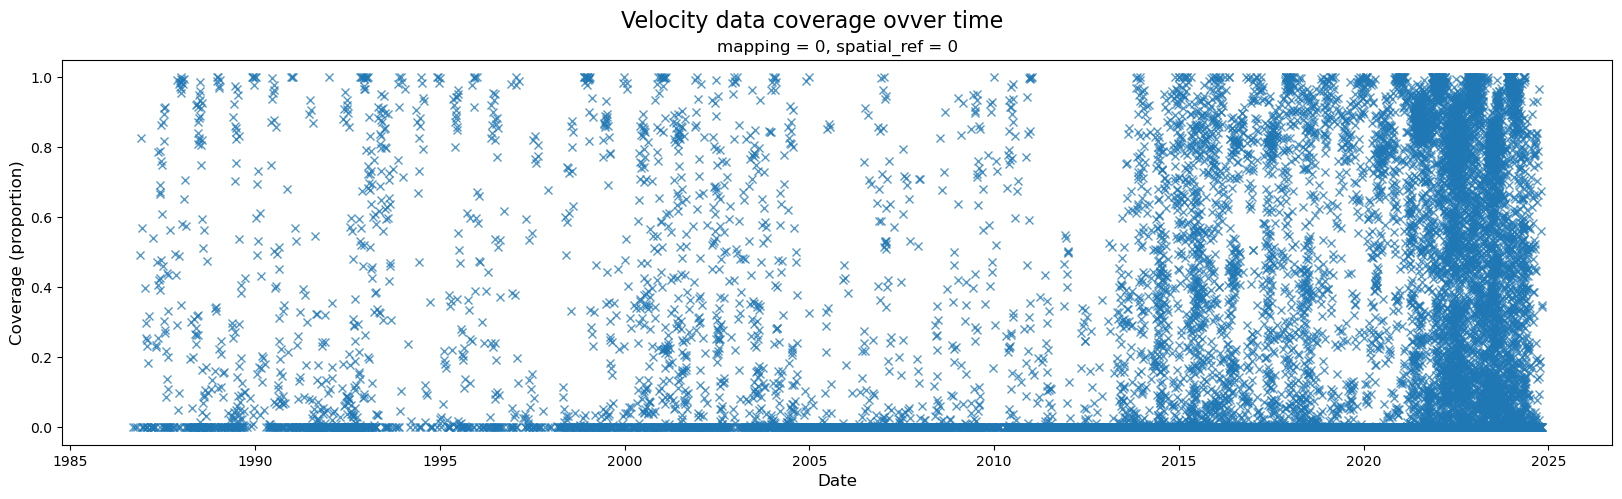 Velocity data coverage ovver time
mapping = 0, spatial_ref = 0
Coverage (proportion)
1.0
0.8
0.6
0.4
0.2
0.0
1985 1990 1995 2000 2005 2010 2015 2020 2025
Date